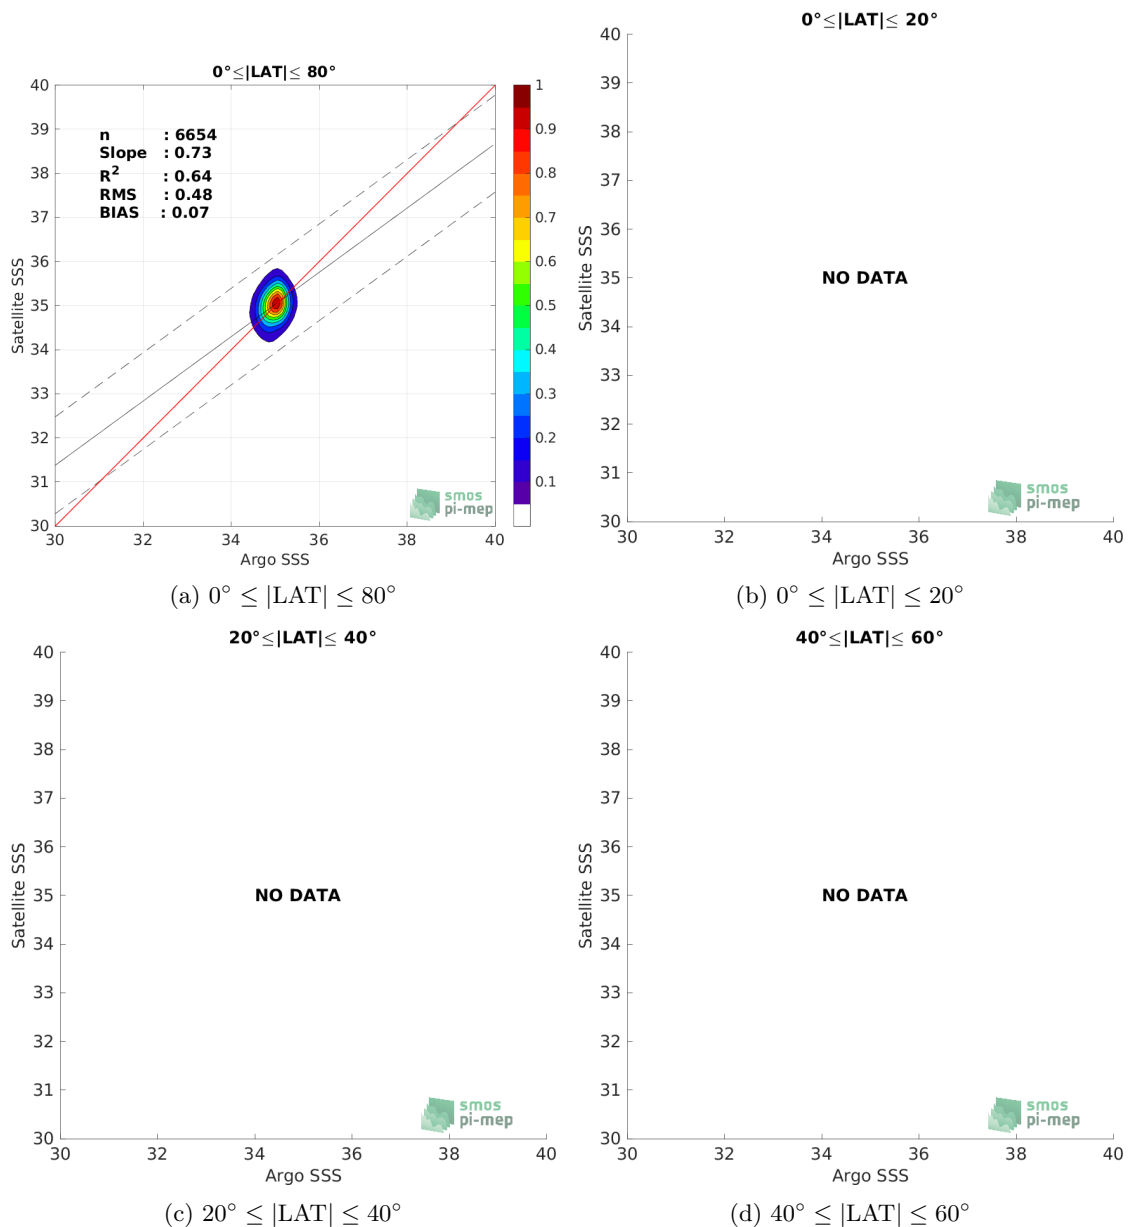 0°≤|LAT|≤ 80°
40
39
38
37
36
35
34
33
32
31
30
Satellite SSS
n : 6654
Slope : 0.73
R2 : 0.64
RMS : 0.48
BIAS : 0.07
smos
pi-mep
30 32 34 36 38 40
Argo SSS
1
0.9
0.8
0.7
0.6
0.5
0.4
0.3
0.2
0.1
(a) 0° ≤ |LAT| ≤ 80°
0°≤|LAT|≤ 20°
40
39
38
37
36
35
34
33
32
31
30
Satellite SSS
NO DATA
smos
pi-mep
30 32 34 36 38 40
Argo SSS
(b) 0° ≤ |LAT| ≤ 20°
20°≤|LAT|≤ 40°
40
39
38
37
36
35
34
33
32
31
30
Satellite SSS
NO DATA
smos
pi-mep
30 32 34 36 38 40
Argo SSS
(c) 20° ≤ |LAT| ≤ 40°
40°≤|LAT|≤ 60°
40
39
38
37
36
35
34
33
32
31
30
Satellite SSS
NO DATA
smos
pi-mep
30 32 34 36 38 40
Argo SSS
(d) 40° ≤ |LAT| ≤ 60°